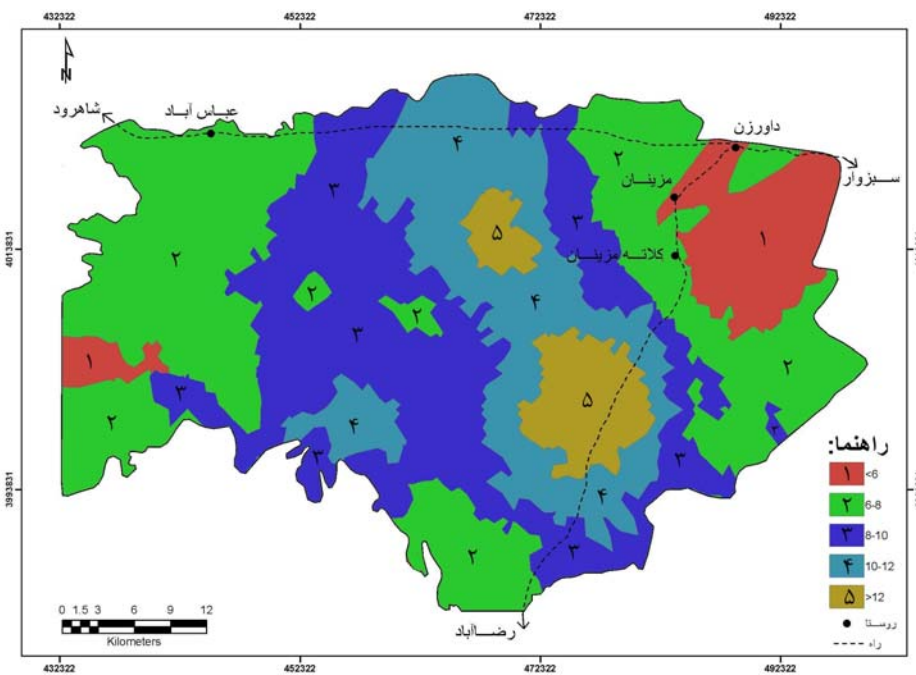 432322 452322 472322 492322
N
شاهرود
عباس آباد
داورزن
سبزوار
مزینان
کلاته مزینان
4013831
3993831
۴
۲
۳
۳
۵
۱
۲
۲
۲
۴
۳
۱
۲
۳
۵
۲
۲
۴
۳
۳
۳
۴
۲
۳
راهنما:
۱ <6
۲ 6-8
۳ 8-10
۴ 10-12
۵ >12
روستا
راه
رضاآباد
0 1.5 3 6 9 12
Kilometers
432322 452322 472322 492322